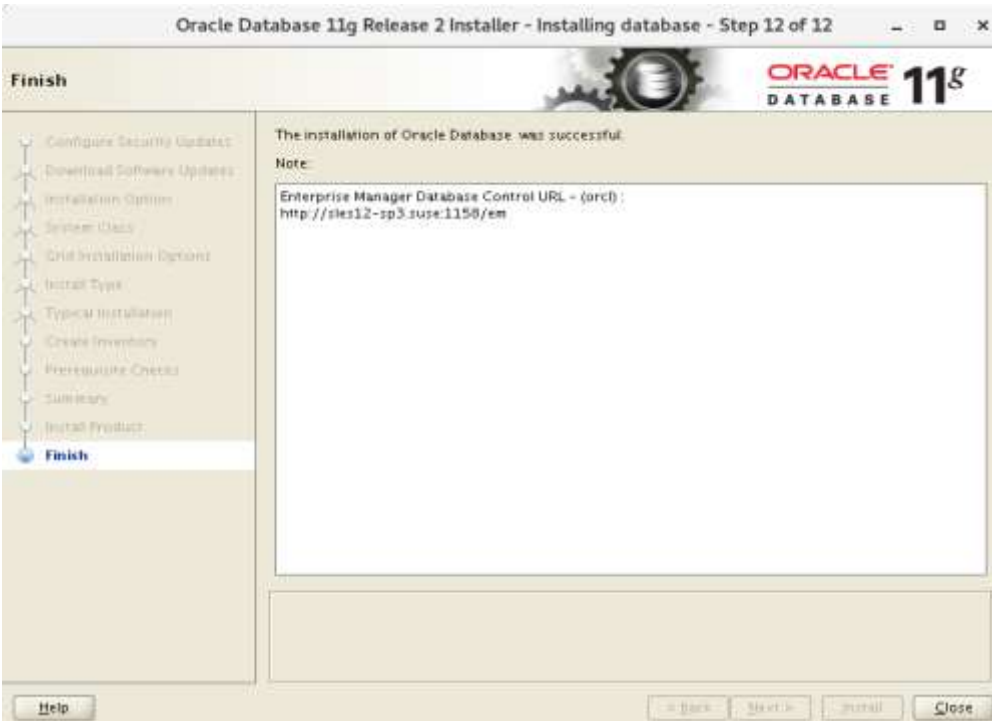 Oracle Database 11g Release 2 Installer - Installing database - Step 12 of 12
Finish
ORACLE
DATABASE
11g
Configure Security Updates
Download Software Updates
Installation Option
System Class
Grid Installation Options
Install Type
Typical Installation
Create Inventory
Prerequisite Checks
Summary
Install Product
Finish
The installation of Oracle Database was successful.
Note:
Enterprise Manager Database Control URL - (orcl) :
http://sles12-sp3.suse:1158/em
Help
< Back
Next >
Install
Close